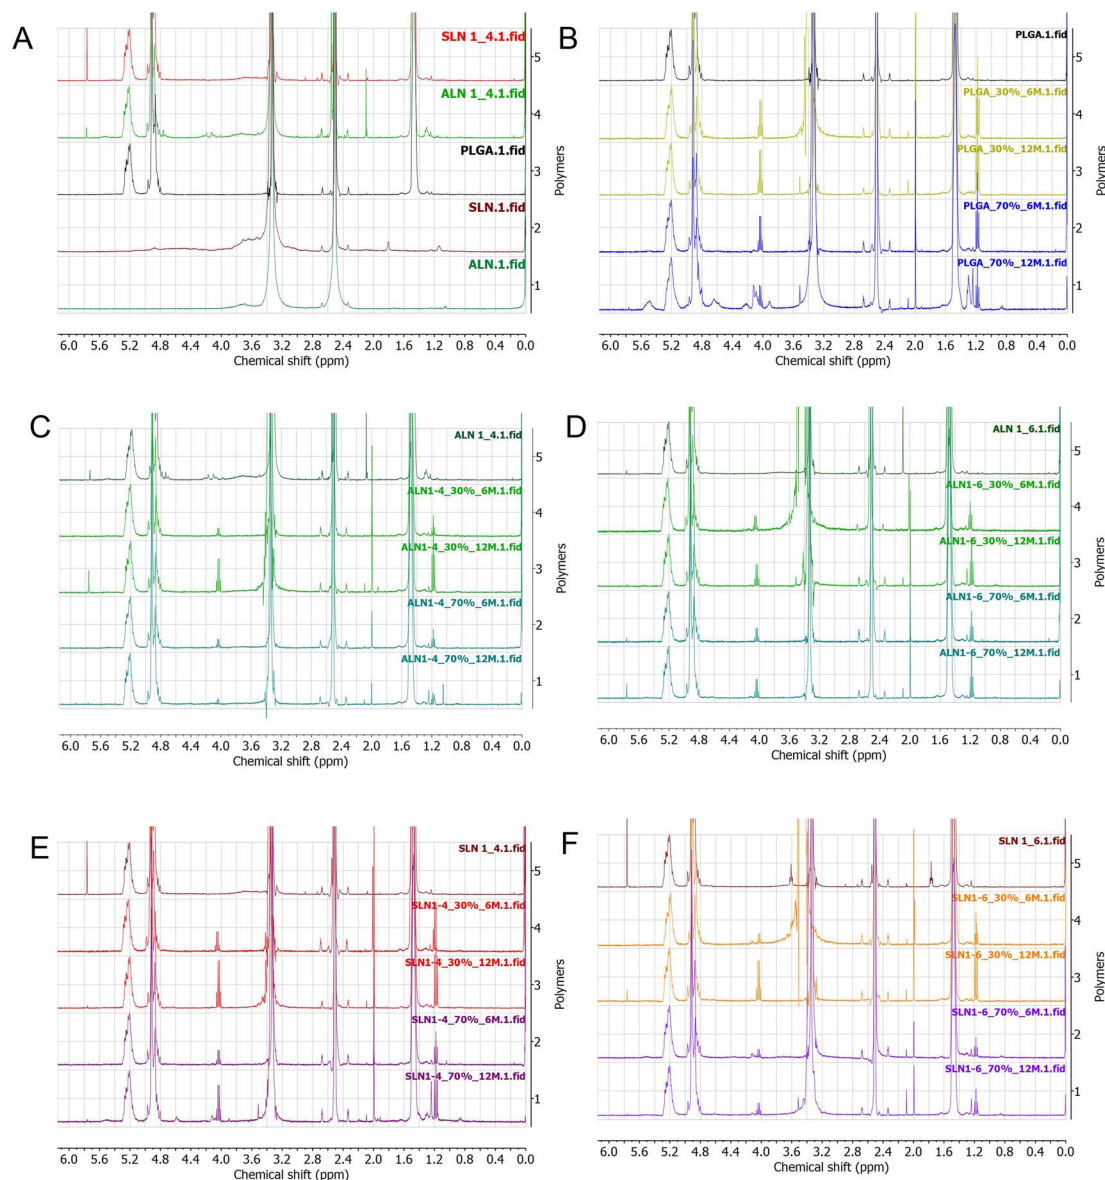 A
SLN 1_4.1.fid
5
ALN 1_4.1.fid
4
PLGA.1.fid
3
SLN.1.fid
2
ALN.1.fid
1
Polymers
6.0 5.6 5.2 4.8 4.4 4.0 3.6 3.2 2.8 2.4 2.0 1.6 1.2 0.8 0.4 0.0
Chemical shift (ppm)
B
PLGA.1.fid
5
PLGA_30%_6M.1.fid
4
PLGA_30%_12M.1.fid
3
PLGA_70%_6M.1.fid
2
PLGA_70%_12M.1.fid
1
Polymers
6.0 5.6 5.2 4.8 4.4 4.0 3.6 3.2 2.8 2.4 2.0 1.6 1.2 0.8 0.4 0.0
Chemical shift (ppm)
C
ALN 1_4.1.fid
5
ALN1-4_30%_6M.1.fid
4
ALN1-4_30%_12M.1.fid
3
ALN1-4_70%_6M.1.fid
2
ALN1-4_70%_12M.1.fid
1
Polymers
6.0 5.6 5.2 4.8 4.4 4.0 3.6 3.2 2.8 2.4 2.0 1.6 1.2 0.8 0.4 0.0
Chemical shift (ppm)
D
ALN 1_6.1.fid
5
ALN1-6_30%_6M.1.fid
4
ALN1-6_30%_12M.1.fid
3
ALN1-6_70%_6M.1.fid
2
ALN1-6_70%_12M.1.fid
1
Polymers
6.0 5.6 5.2 4.8 4.4 4.0 3.6 3.2 2.8 2.4 2.0 1.6 1.2 0.8 0.4 0.0
Chemical shift (ppm)
E
SLN 1_4.1.fid
5
SLN1-4_30%_6M.1.fid
4
SLN1-4_30%_12M.1.fid
3
SLN1-4_70%_6M.1.fid
2
SLN1-4_70%_12M.1.fid
1
Polymers
6.0 5.6 5.2 4.8 4.4 4.0 3.6 3.2 2.8 2.4 2.0 1.6 1.2 0.8 0.4 0.0
Chemical shift (ppm)
F
SLN 1_6.1.fid
5
SLN1-6_30%_6M.1.fid
4
SLN1-6_30%_12M.1.fid
3
SLN1-6_70%_6M.1.fid
2
SLN1-6_70%_12M.1.fid
1
Polymers
6.0 5.6 5.2 4.8 4.4 4.0 3.6 3.2 2.8 2.4 2.0 1.6 1.2 0.8 0.4 0.0
Chemical shift (ppm)